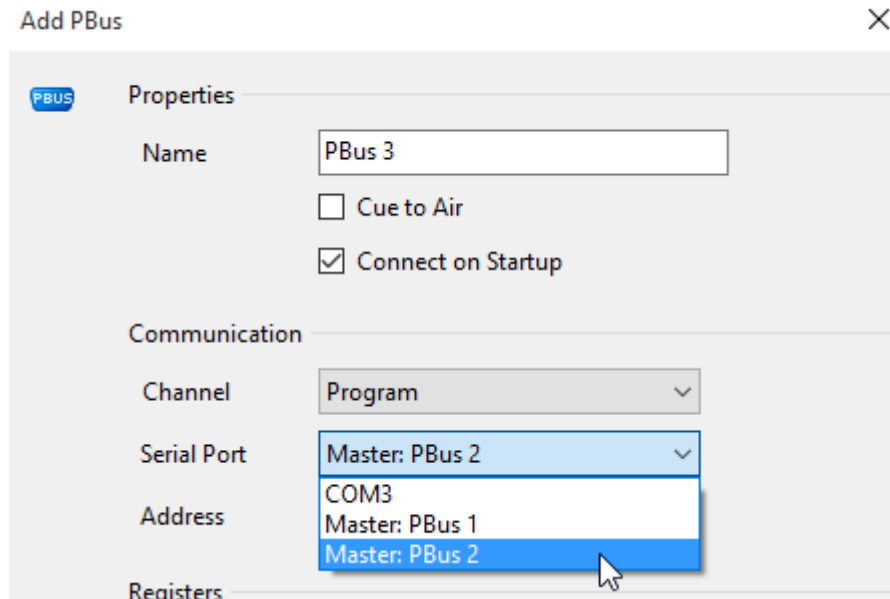 Add PBus
PBUS
Properties
Name
PBus 3
Cue to Air
Connect on Startup
Communication
Channel
Program
Serial Port
Master: PBus 2
COM3
Master: PBus 1
Master: PBus 2
Address
Registers